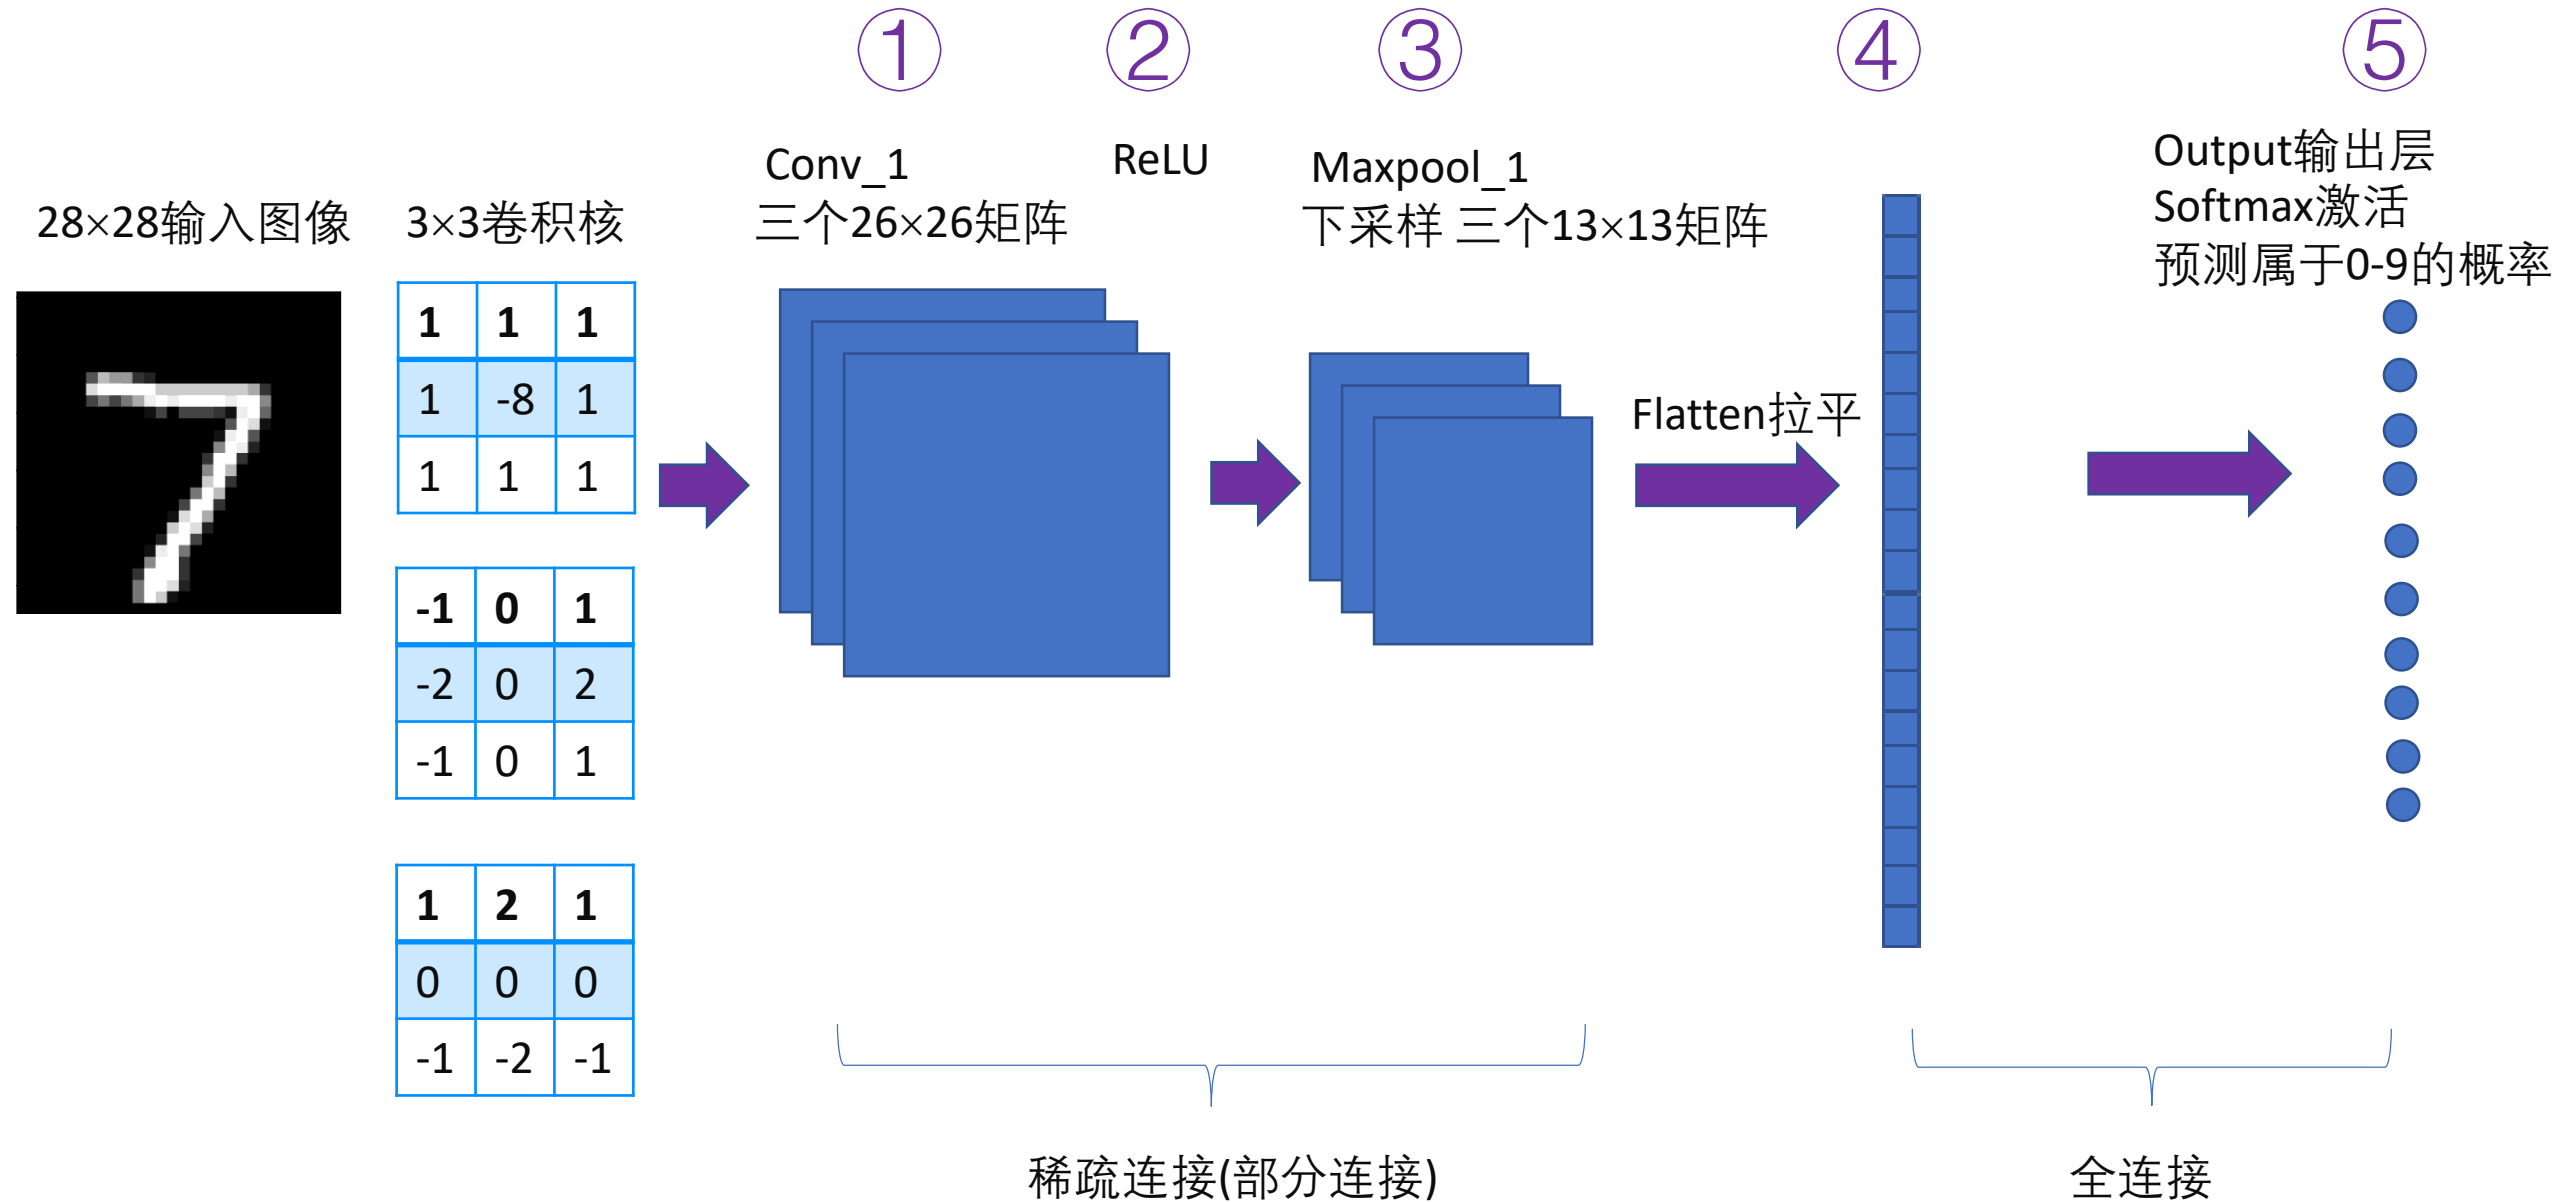 ① ② ③ ④ ⑤
28×28输入图像
3×3卷积核
Conv_1
三个26×26矩阵
ReLU
Maxpool_1
下采样 三个13×13矩阵
Output输出层
Softmax激活
预测属于0-9的概率
1 1 1
1 -8 1
1 1 1
-1 0 1
-2 0 2
-1 0 1
1 2 1
0 0 0
-1 -2 -1
Flatten拉平
稀疏连接(部分连接)
全连接